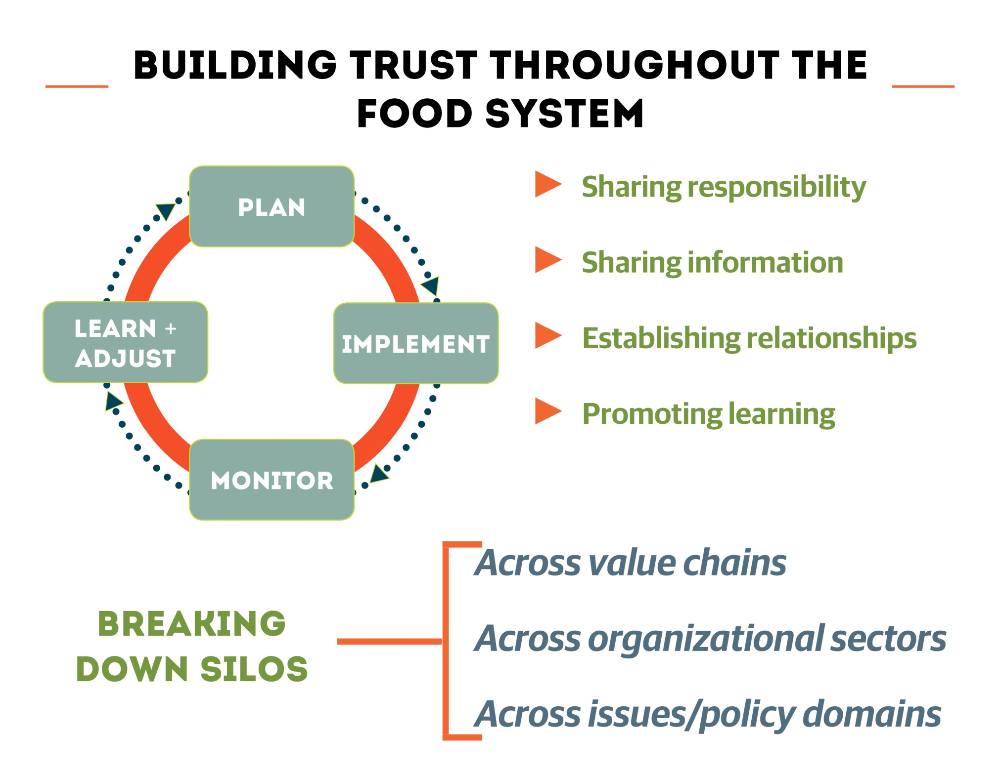 BUILDING TRUST THROUGHOUT THE
FOOD SYSTEM
PLAN
LEARN +
ADJUST
IMPLEMENT
MONITOR
Sharing responsibility
Sharing information
Establishing relationships
Promoting learning
BREAKING
DOWN SILOS
Across value chains
Across organizational sectors
Across issues/policy domains